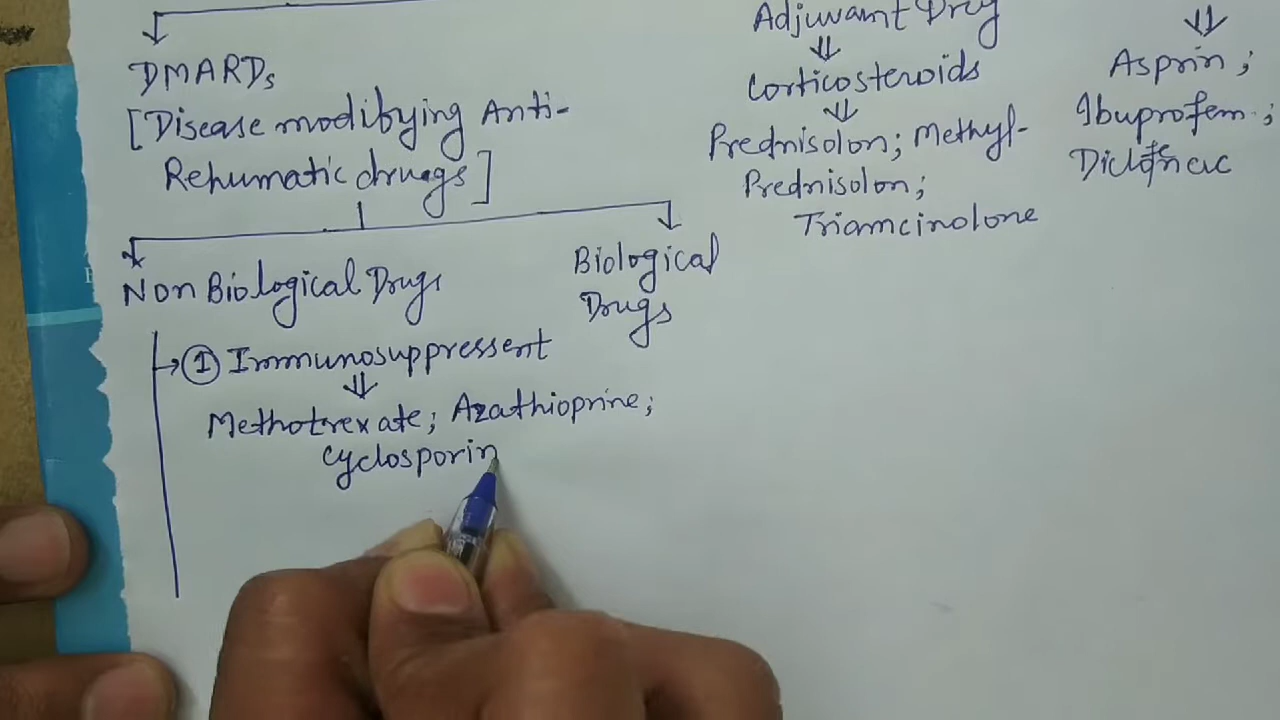 DMARDs
[Disease modifying Anti-
Rehumatic drugs]
Non Biological Drugs
① Immunosuppressent
Methotrexate; Azathioprine;
Cyclosporin
Biological
Drugs
Adjuvant Drug
Corticosteroids
Prednisolon; Methyl-
Prednisolon;
Triamcinolone
Asprin;
Ibuprofem;
Diclofenac